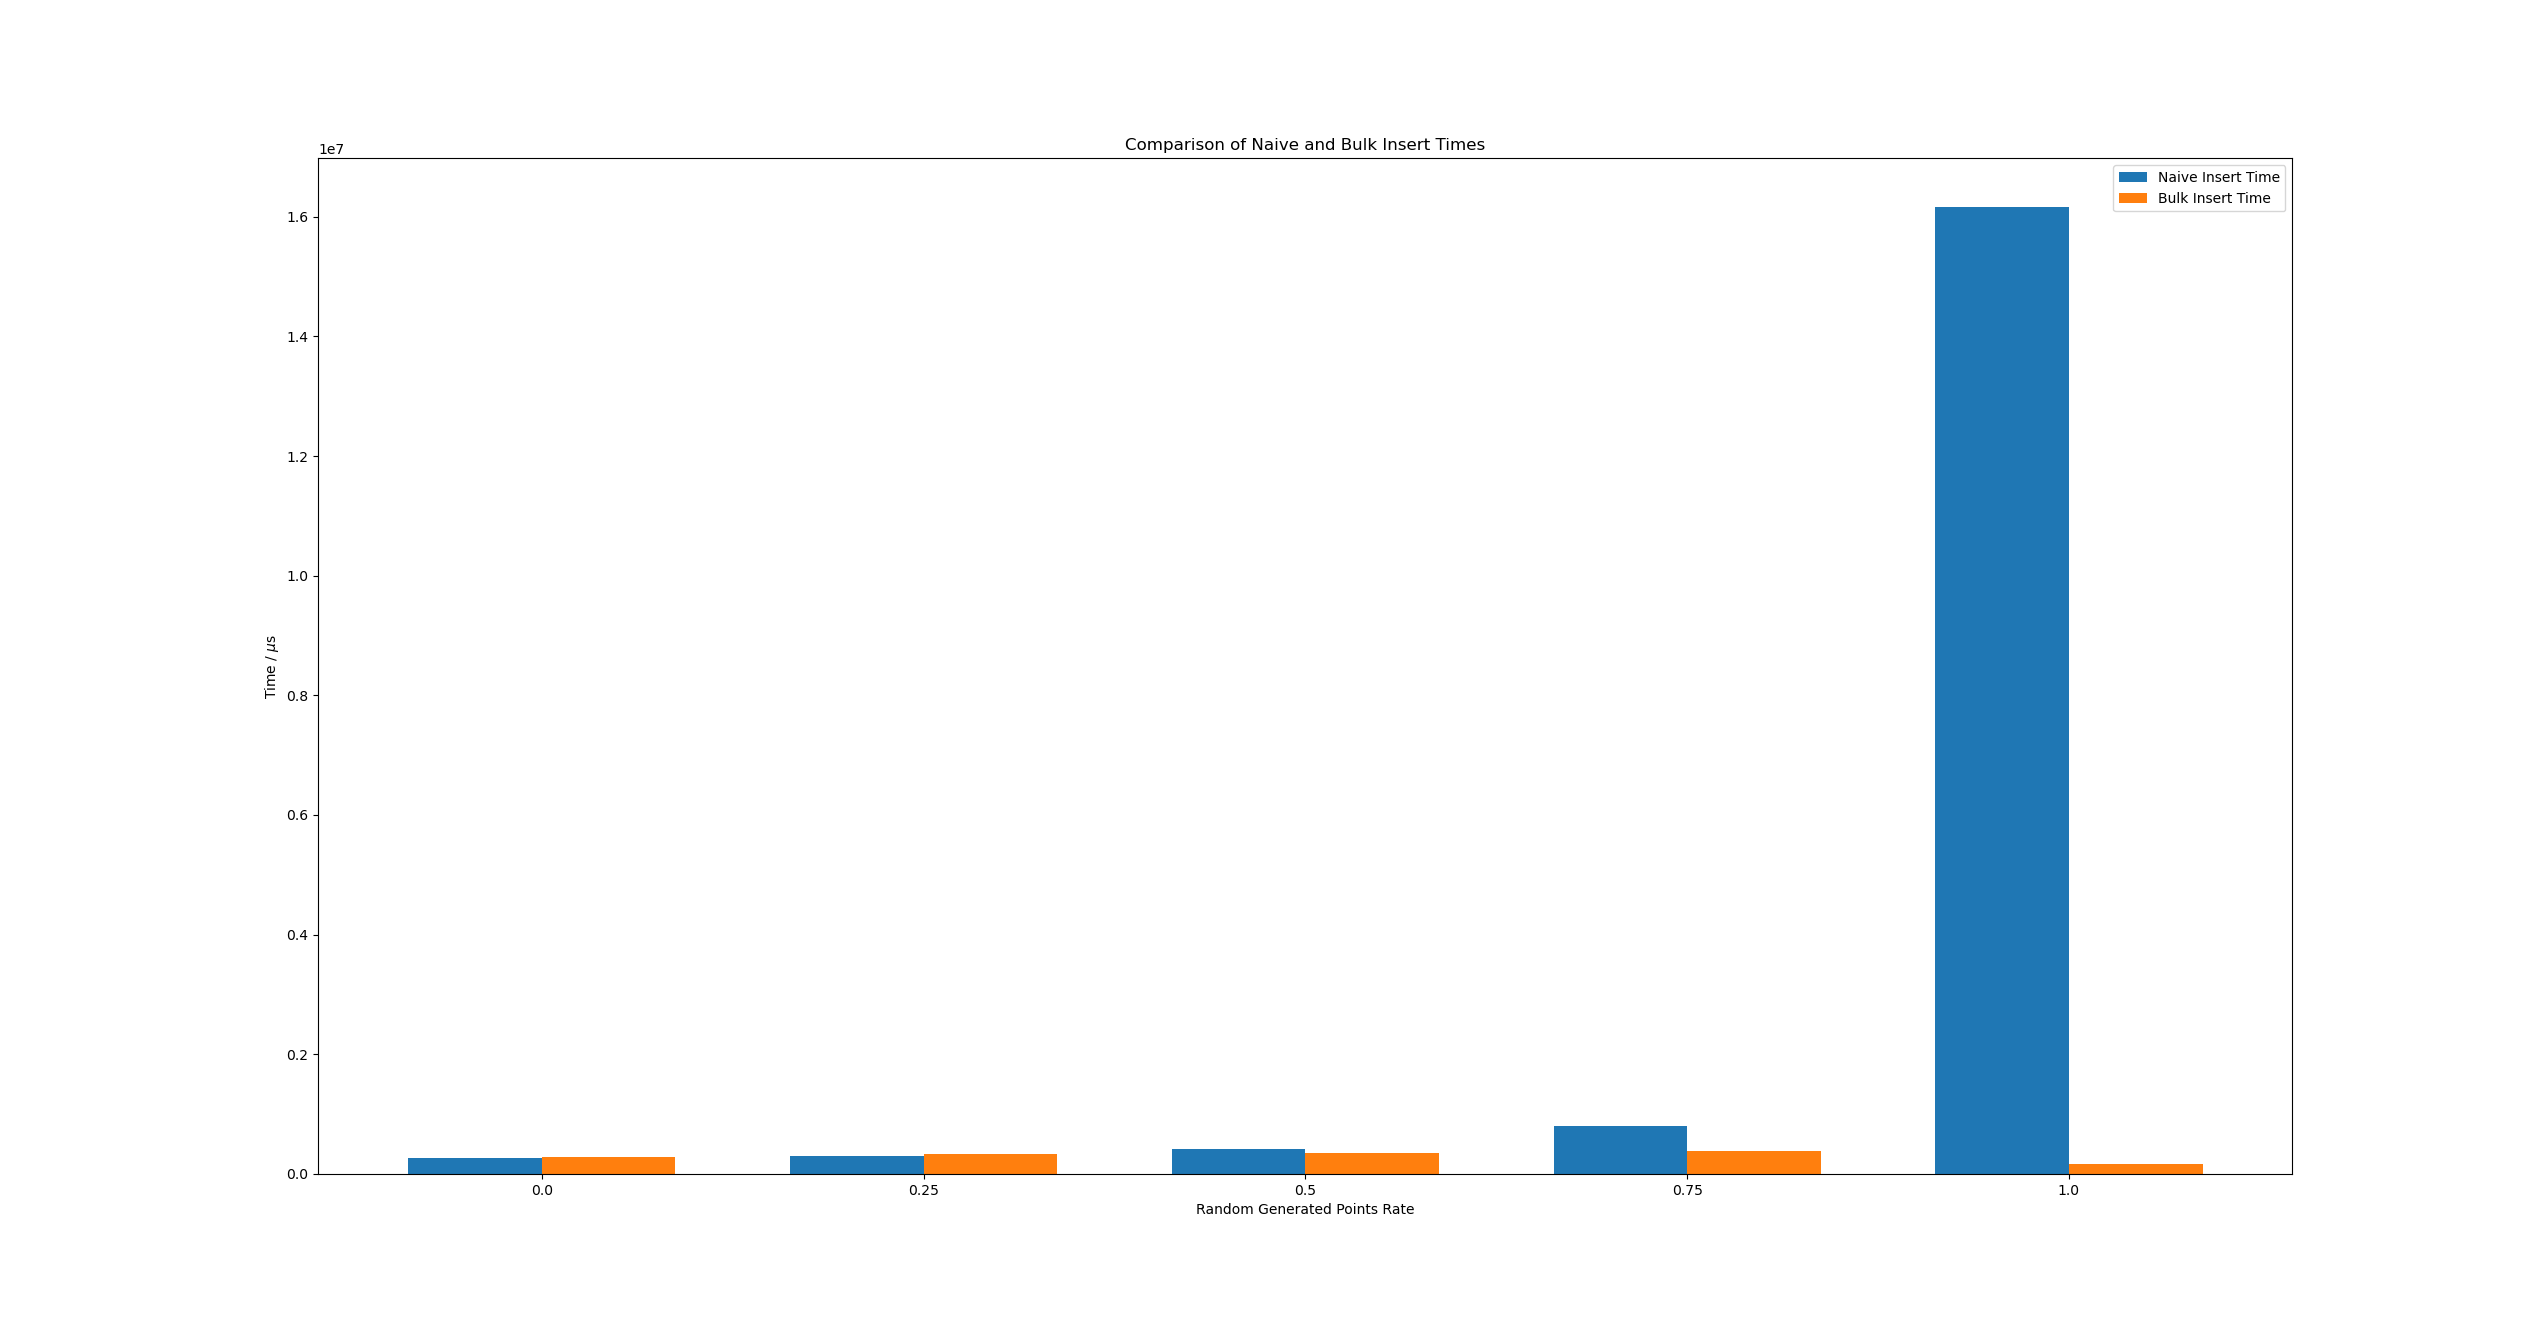 Comparison of Naive and Bulk Insert Times
1e7
Naive Insert Time
Bulk Insert Time
1.6
1.4
1.2
1.0
0.8
0.6
0.4
0.2
0.0
Time / μs
0.0 0.25 0.5 0.75 1.0
Random Generated Points Rate